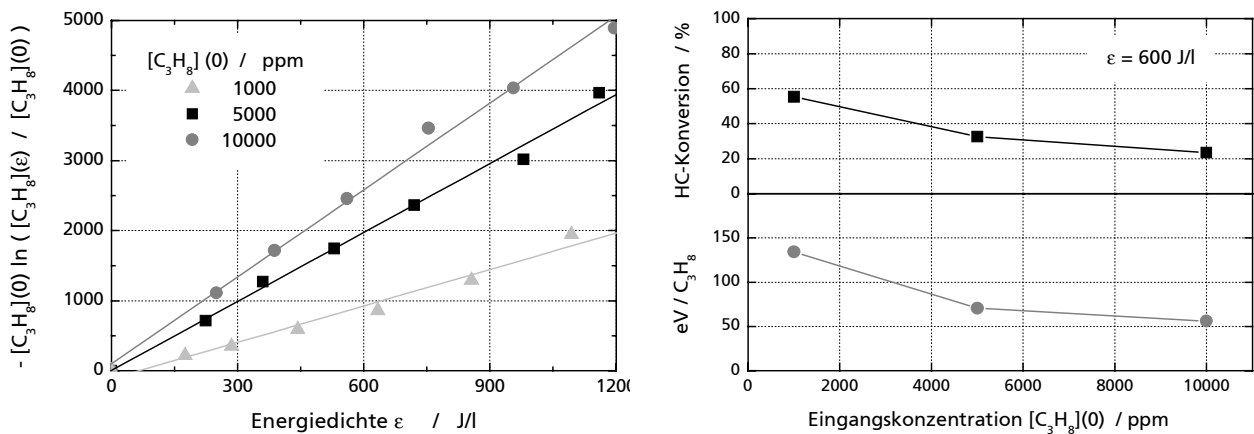 - [C₃H₈](0) ln ( [C₃H₈](ε) / [C₃H₈](0) )
5000
4000
3000
2000
1000
0
[C₃H₈] (0) / ppm
1000
5000
10000
0 300 600 900 1200
Energiedichte ε / J/l
HC-Konversion / %
100
80
60
40
20
0
ε = 600 J/l
eV / C₃H₈
150
100
50
0
0 2000 4000 6000 8000 10000
Eingangskonzentration [C₃H₈](0) / ppm